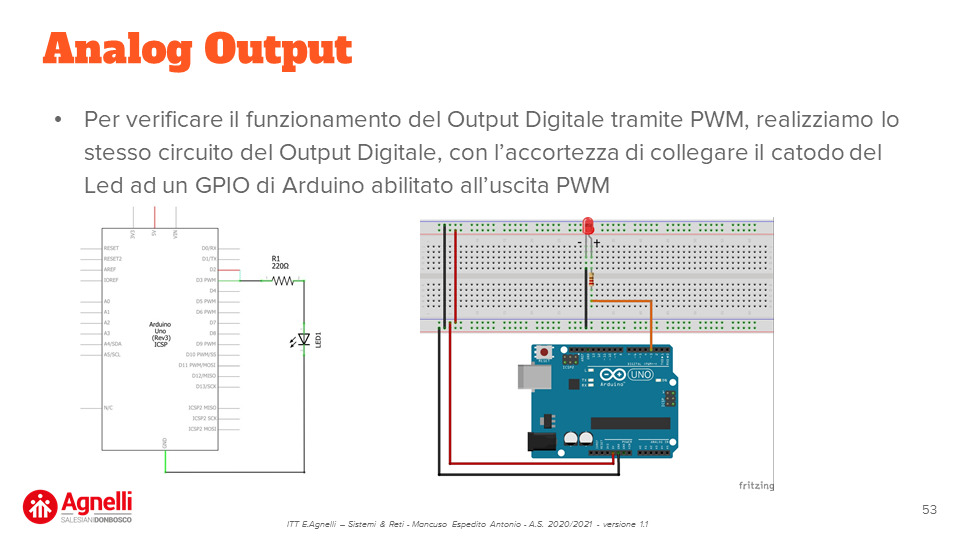 Analog Output
• Per verificare il funzionamento del Output Digitale tramite PWM, realizziamo lo
stesso circuito del Output Digitale, con l'accortezza di collegare il catodo del
Led ad un GPIO di Arduino abilitato all'uscita PWM
3V3
5V
VIN
RESET
RESET2
AREF
IOREF
A0
A1
A2
A3
A4/SDA
A5/SCL
N/C
Arduino
Uno
(Rev3)
ICSP
D0/RX
D1/TX
D2
D3 PWM
D4
D5 PWM
D6 PWM
D7
D8
D9 PWM
D10 PWM/SS
D11 PWM/MOSI
D12/MISO
D13/SCK
ICSP2 MISO
ICSP2 SCK
ICSP2 MOSI
GND
R1
220Ω
LED1
- +
UNO
Arduino
fritzing
Agnelli
SALESIANI DONBOSCO
ITT E.Agnelli – Sistemi & Reti - Mancuso Espedito Antonio - A.S. 2020/2021 - versione 1.1
53